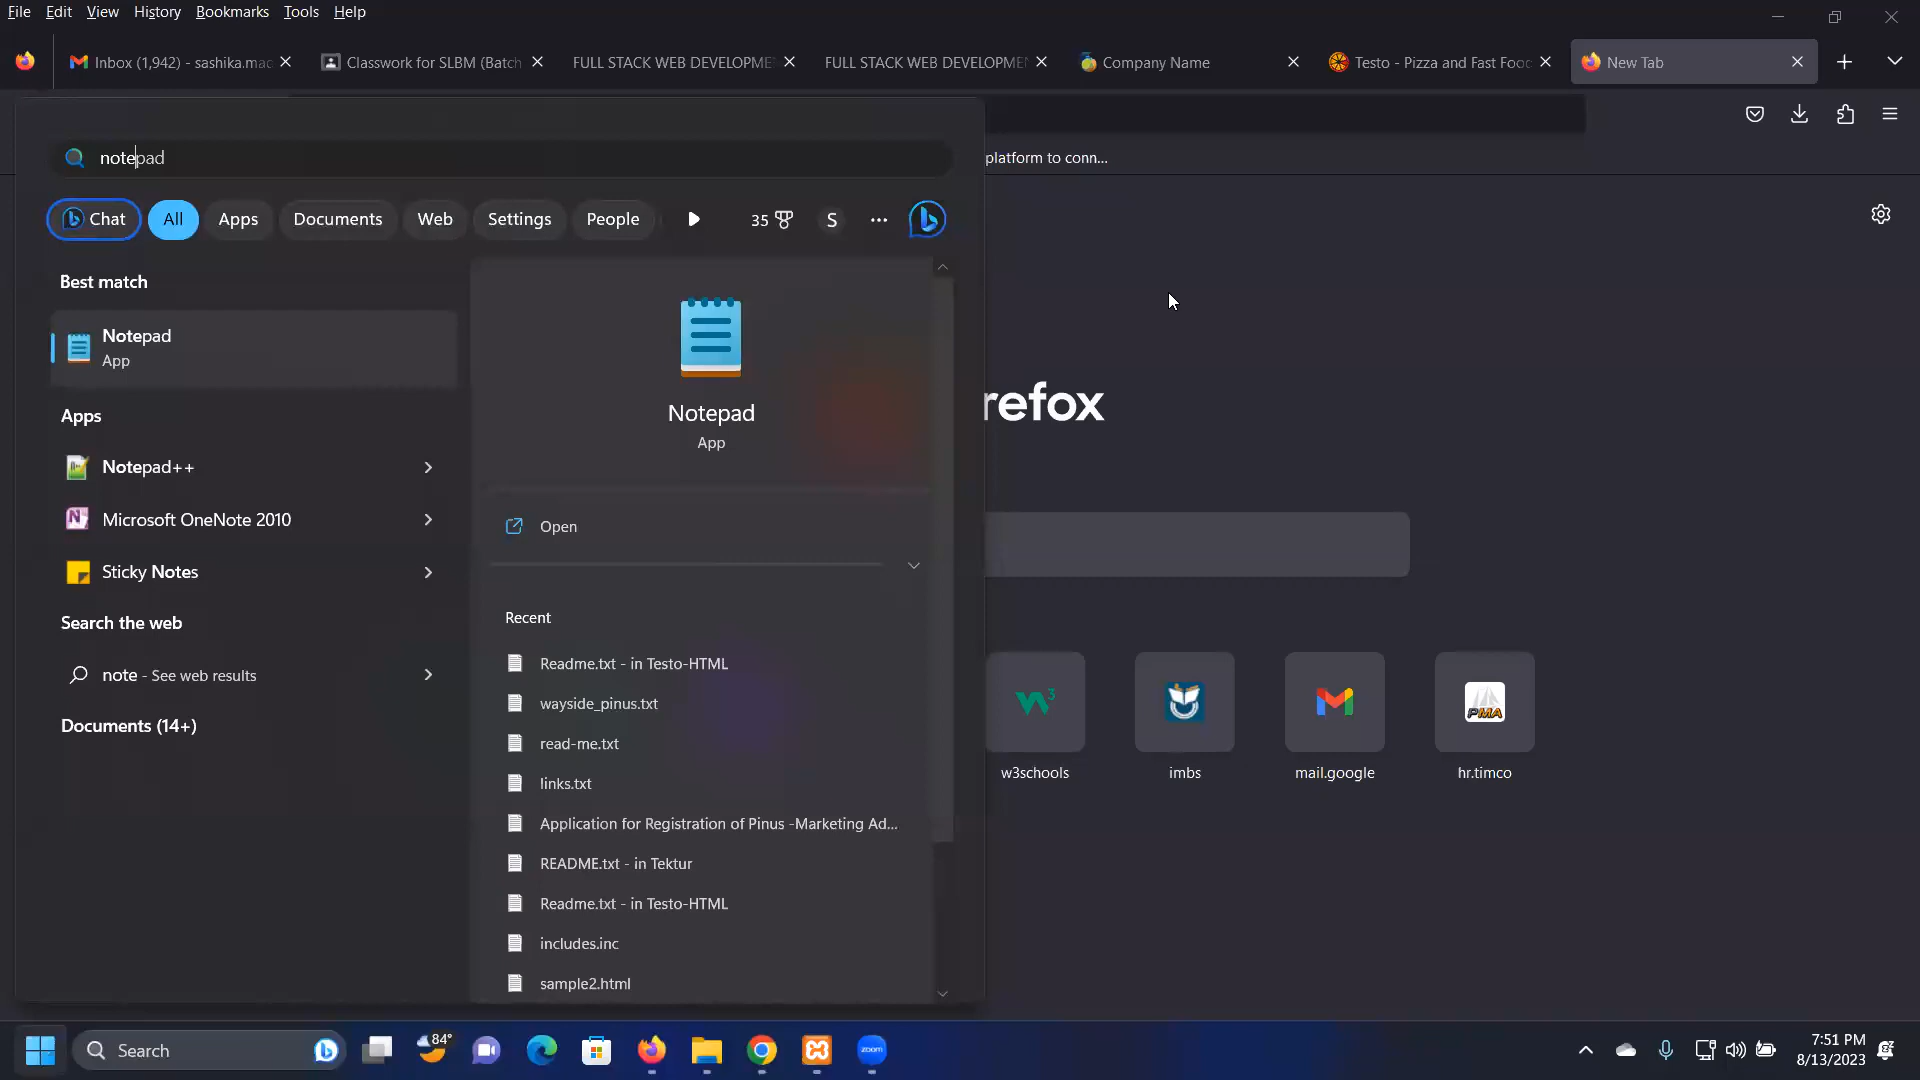 File Edit View History Bookmarks Tools Help
Inbox (1,942) - sashika.mad Classwork for SLBM (Batch FULL STACK WEB DEVELOPME FULL STACK WEB DEVELOPME Company Name Testo - Pizza and Fast Food New Tab
notepad
platform to conn...
Chat All Apps Documents Web Settings People 35 S ...
Best match
Notepad
App
Apps
Notepad++
Microsoft OneNote 2010
Sticky Notes
Search the web
note - See web results
Documents (14+)
Notepad
App
Open
Recent
Readme.txt - in Testo-HTML
wayside_pinus.txt
read-me.txt
links.txt
Application for Registration of Pinus -Marketing Ad...
README.txt - in Tektur
Readme.txt - in Testo-HTML
includes.inc
sample2.html
refox
w3schools imbs mail.google hr.timco
PMA
Search 84° zoom 7:51 PM
8/13/2023